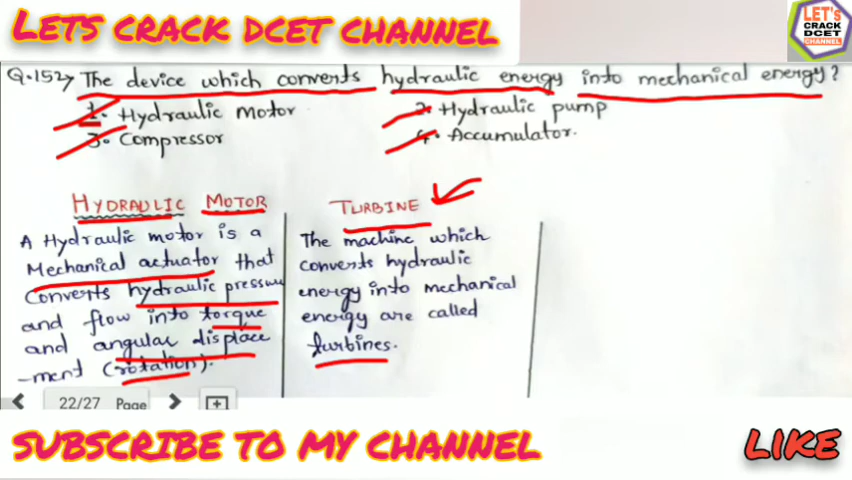 LETS CRACK DCET CHANNEL
LET'S
CRACK
DCET
CHANNEL
Q.152> The device which converts hydraulic energy into mechanical energy?
1. Hydraulic Motor 2. Hydraulic pump
3. Compressor 4. Accumulator.
HYDRAULIC MOTOR
A Hydraulic motor is a
Mechanical actuator that
Converts hydraulic pressure
and flow into torque
and angular displace
-ment (rotation).
TURBINE
The machine which
converts hydraulic
energy into mechanical
energy are called
turbines.
22/27 Page
SUBSCRIBE TO MY CHANNEL
LIKE